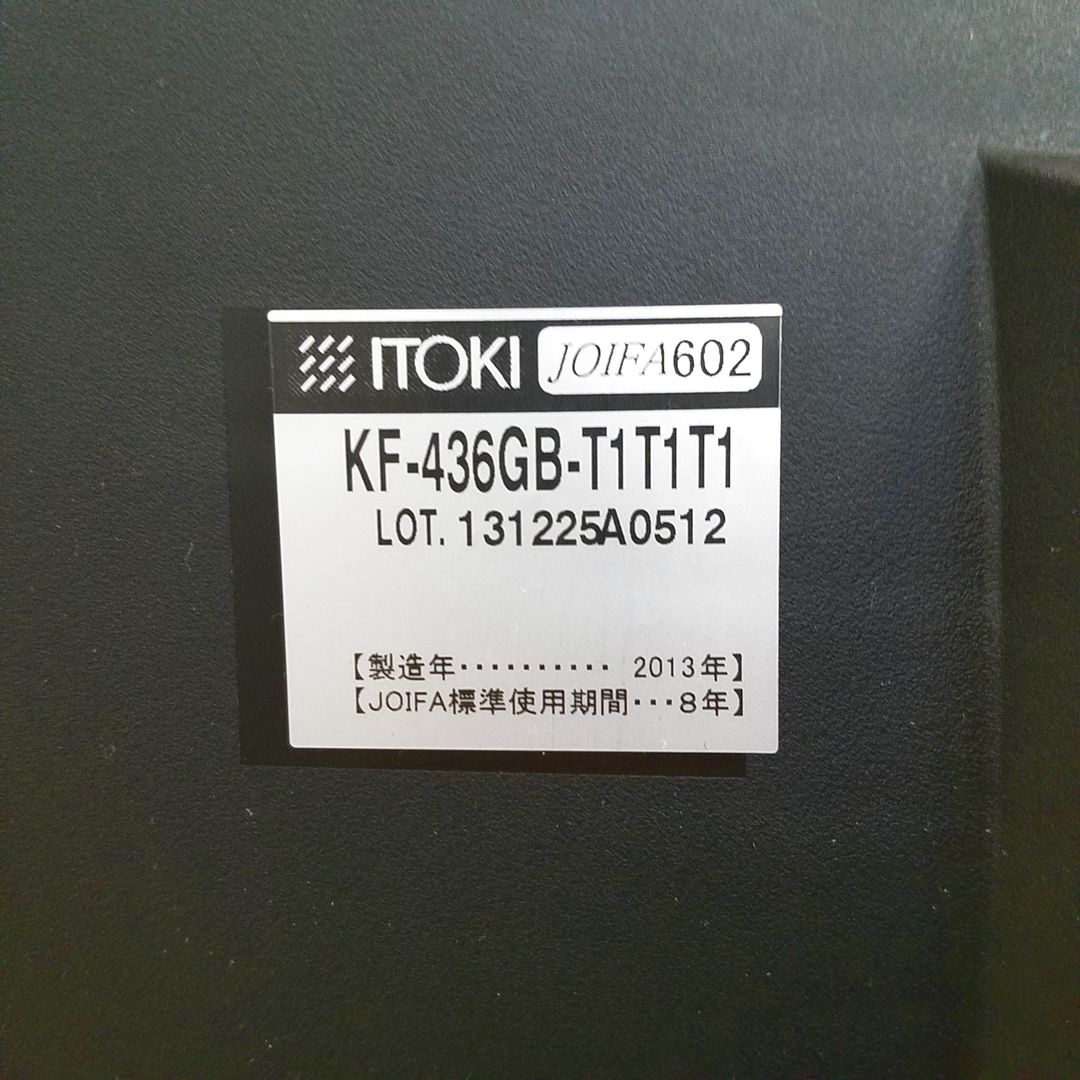 ITOKI JOIFA602
KF-436GB-T1T1T1
LOT. 131225A0512
【製造年・・・・・・・・・・ 2013年】
【JOIFA標準使用期間・・・8年】